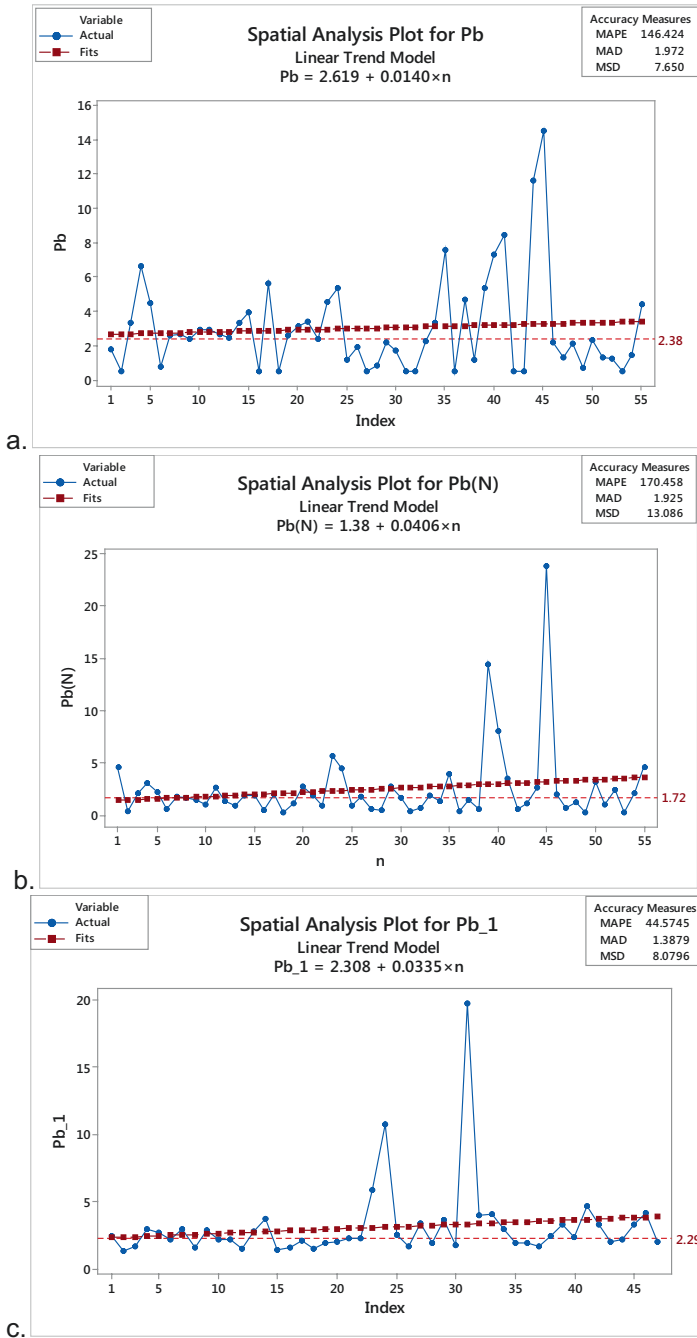 Variable
Actual
Fits
Spatial Analysis Plot for Pb
Linear Trend Model
Pb = 2.619 + 0.0140×n
Accuracy Measures
MAPE 146.424
MAD 1.972
MSD 7.650
16
14
12
10
8
6
4
2
0
Pb
2.38
1 5 10 15 20 25 30 35 40 45 50 55
Index
a.
Variable
Actual
Fits
Spatial Analysis Plot for Pb(N)
Linear Trend Model
Pb(N) = 1.38 + 0.0406×n
Accuracy Measures
MAPE 170.458
MAD 1.925
MSD 13.086
25
20
15
10
5
0
Pb(N)
1.72
1 5 10 15 20 25 30 35 40 45 50 55
n
b.
Variable
Actual
Fits
Spatial Analysis Plot for Pb_1
Linear Trend Model
Pb_1 = 2.308 + 0.0335×n
Accuracy Measures
MAPE 44.5745
MAD 1.3879
MSD 8.0796
20
15
10
5
0
Pb_1
2.29
1 5 10 15 20 25 30 35 40 45
Index
c.